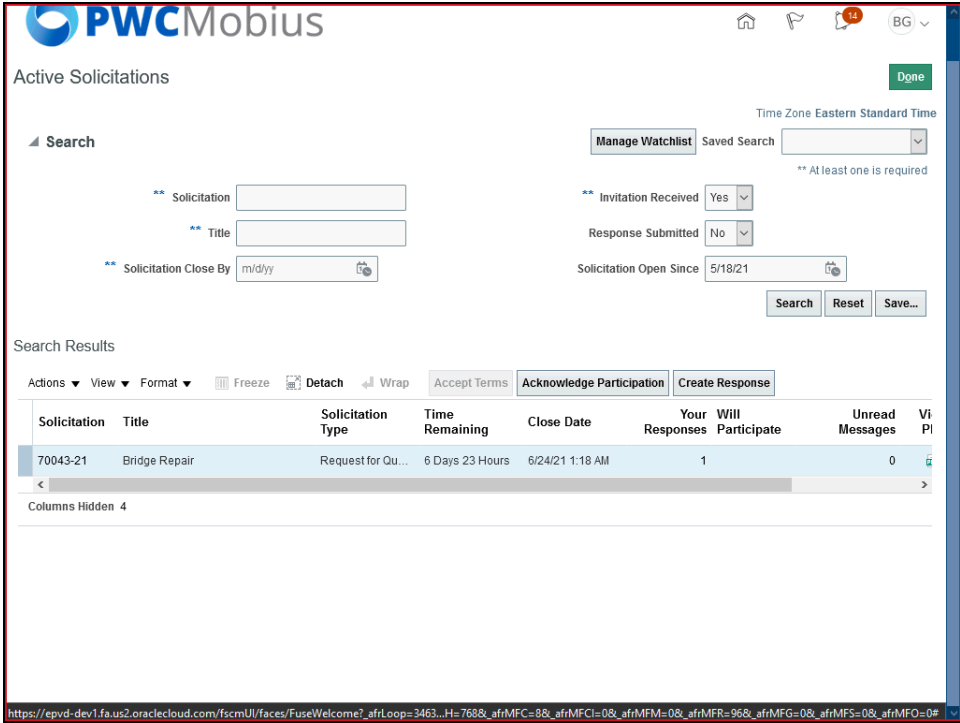 PWCMobius
14
BG
Active Solicitations
Done
Time Zone Eastern Standard Time
Search
Manage Watchlist Saved Search
** At least one is required
** Solicitation
** Invitation Received Yes
** Title
Response Submitted No
** Solicitation Close By m/d/yy
Solicitation Open Since 5/18/21
Search Reset Save...
Search Results
Actions View Format Freeze Detach Wrap Accept Terms Acknowledge Participation Create Response
Solicitation Title Solicitation Type Time Remaining Close Date Your Responses Will Participate Unread Messages
70043-21 Bridge Repair Request for Qu... 6 Days 23 Hours 6/24/21 1:18 AM 1 0
Columns Hidden 4
https://epvd-dev1.fa.us2.oraclecloud.com/fscmUI/faces/FuseWelcome?_afrLoop=3463...H=768&_afrMFC=8&_afrMFCI=0&_afrMFM=0&_afrMFR=96&_afrMFG=0&_afrMFS=0&_afrMFO=0#